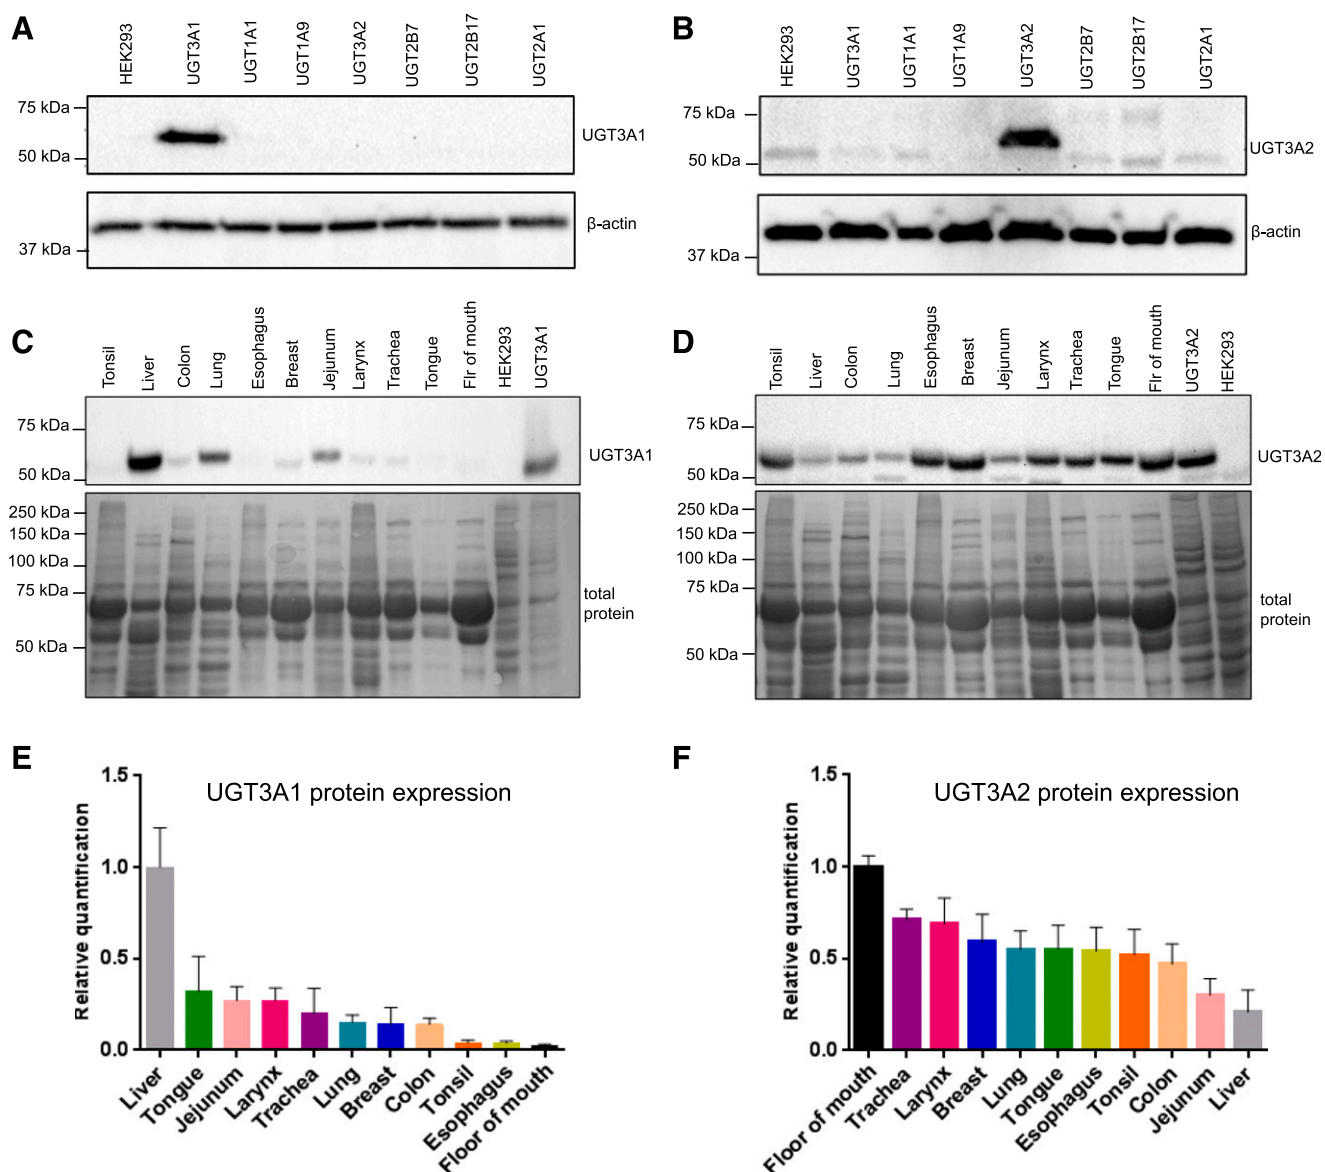 A
HEK293
UGT3A1
UGT1A1
UGT1A9
UGT3A2
UGT2B7
UGT2B17
UGT2A1
75 kDa
50 kDa
UGT3A1
37 kDa
β-actin
B
HEK293
UGT3A1
UGT1A1
UGT1A9
UGT3A2
UGT2B7
UGT2B17
UGT2A1
75 kDa
50 kDa
UGT3A2
37 kDa
β-actin
C
Tonsil
Liver
Colon
Lung
Esophagus
Breast
Jejunum
Larynx
Trachea
Tongue
Flr of mouth
HEK293
UGT3A1
75 kDa
50 kDa
UGT3A1
250 kDa
150 kDa
100 kDa
75 kDa
50 kDa
total
protein
D
Tonsil
Liver
Colon
Lung
Esophagus
Breast
Jejunum
Larynx
Trachea
Tongue
Flr of mouth
UGT3A2
HEK293
75 kDa
50 kDa
UGT3A2
250 kDa
150 kDa
100 kDa
75 kDa
50 kDa
total
protein
E
UGT3A1 protein expression
Relative quantification
1.5
1.0
0.5
0.0
Liver
Tongue
Jejunum
Larynx
Trachea
Lung
Breast
Colon
Tonsil
Esophagus
Floor of mouth
F
UGT3A2 protein expression
Relative quantification
1.5
1.0
0.5
0.0
Floor of mouth
Trachea
Larynx
Breast
Lung
Tongue
Esophagus
Tonsil
Colon
Jejunum
Liver